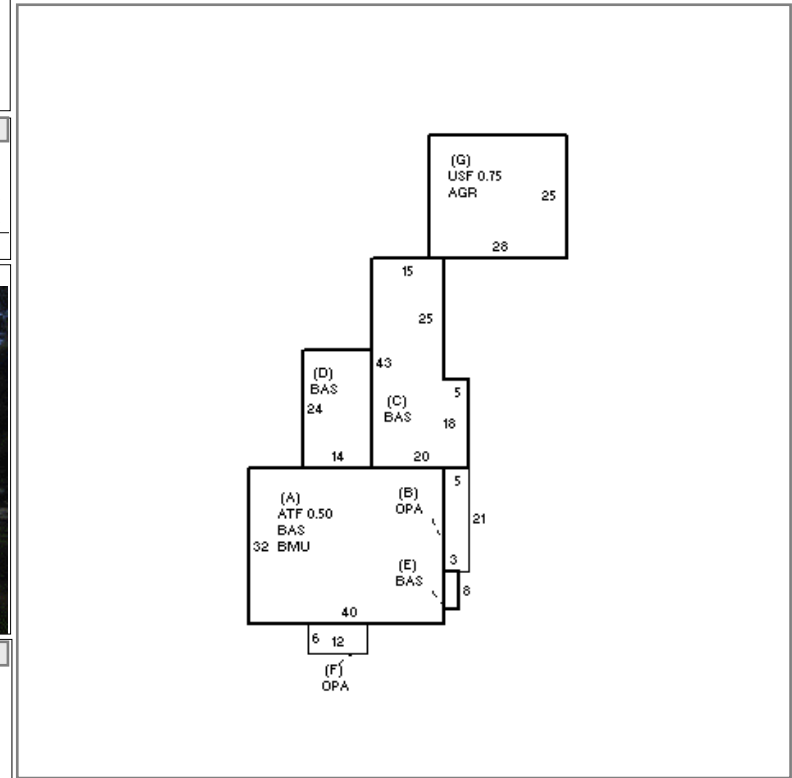 (G)
USF 0.75
AGR
25
28
15
25
43
(D)
BAS
24
14
5
(C)
BAS
18
20
(A)
ATF 0.50
BAS
32 BMU
40
(B)
OPA
5
21
3
(E)
BAS
8
6 12
(F)
OPA